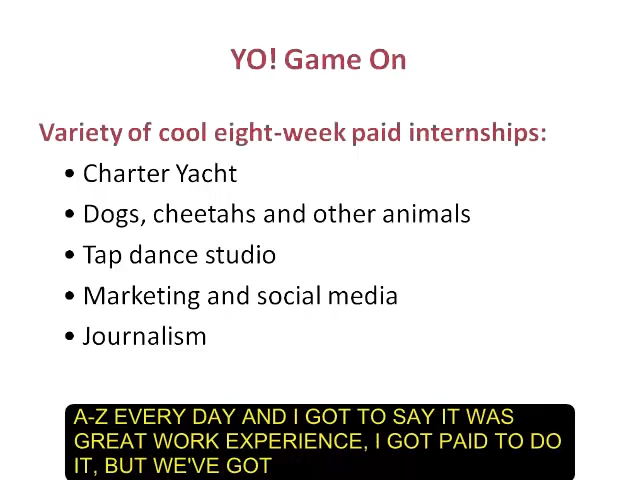 YO! Game On
Variety of cool eight-week paid internships:
• Charter Yacht
• Dogs, cheetahs and other animals
• Tap dance studio
• Marketing and social media
• Journalism
A-Z EVERY DAY AND I GOT TO SAY IT WAS
GREAT WORK EXPERIENCE, I GOT PAID TO DO
IT, BUT WE'VE GOT